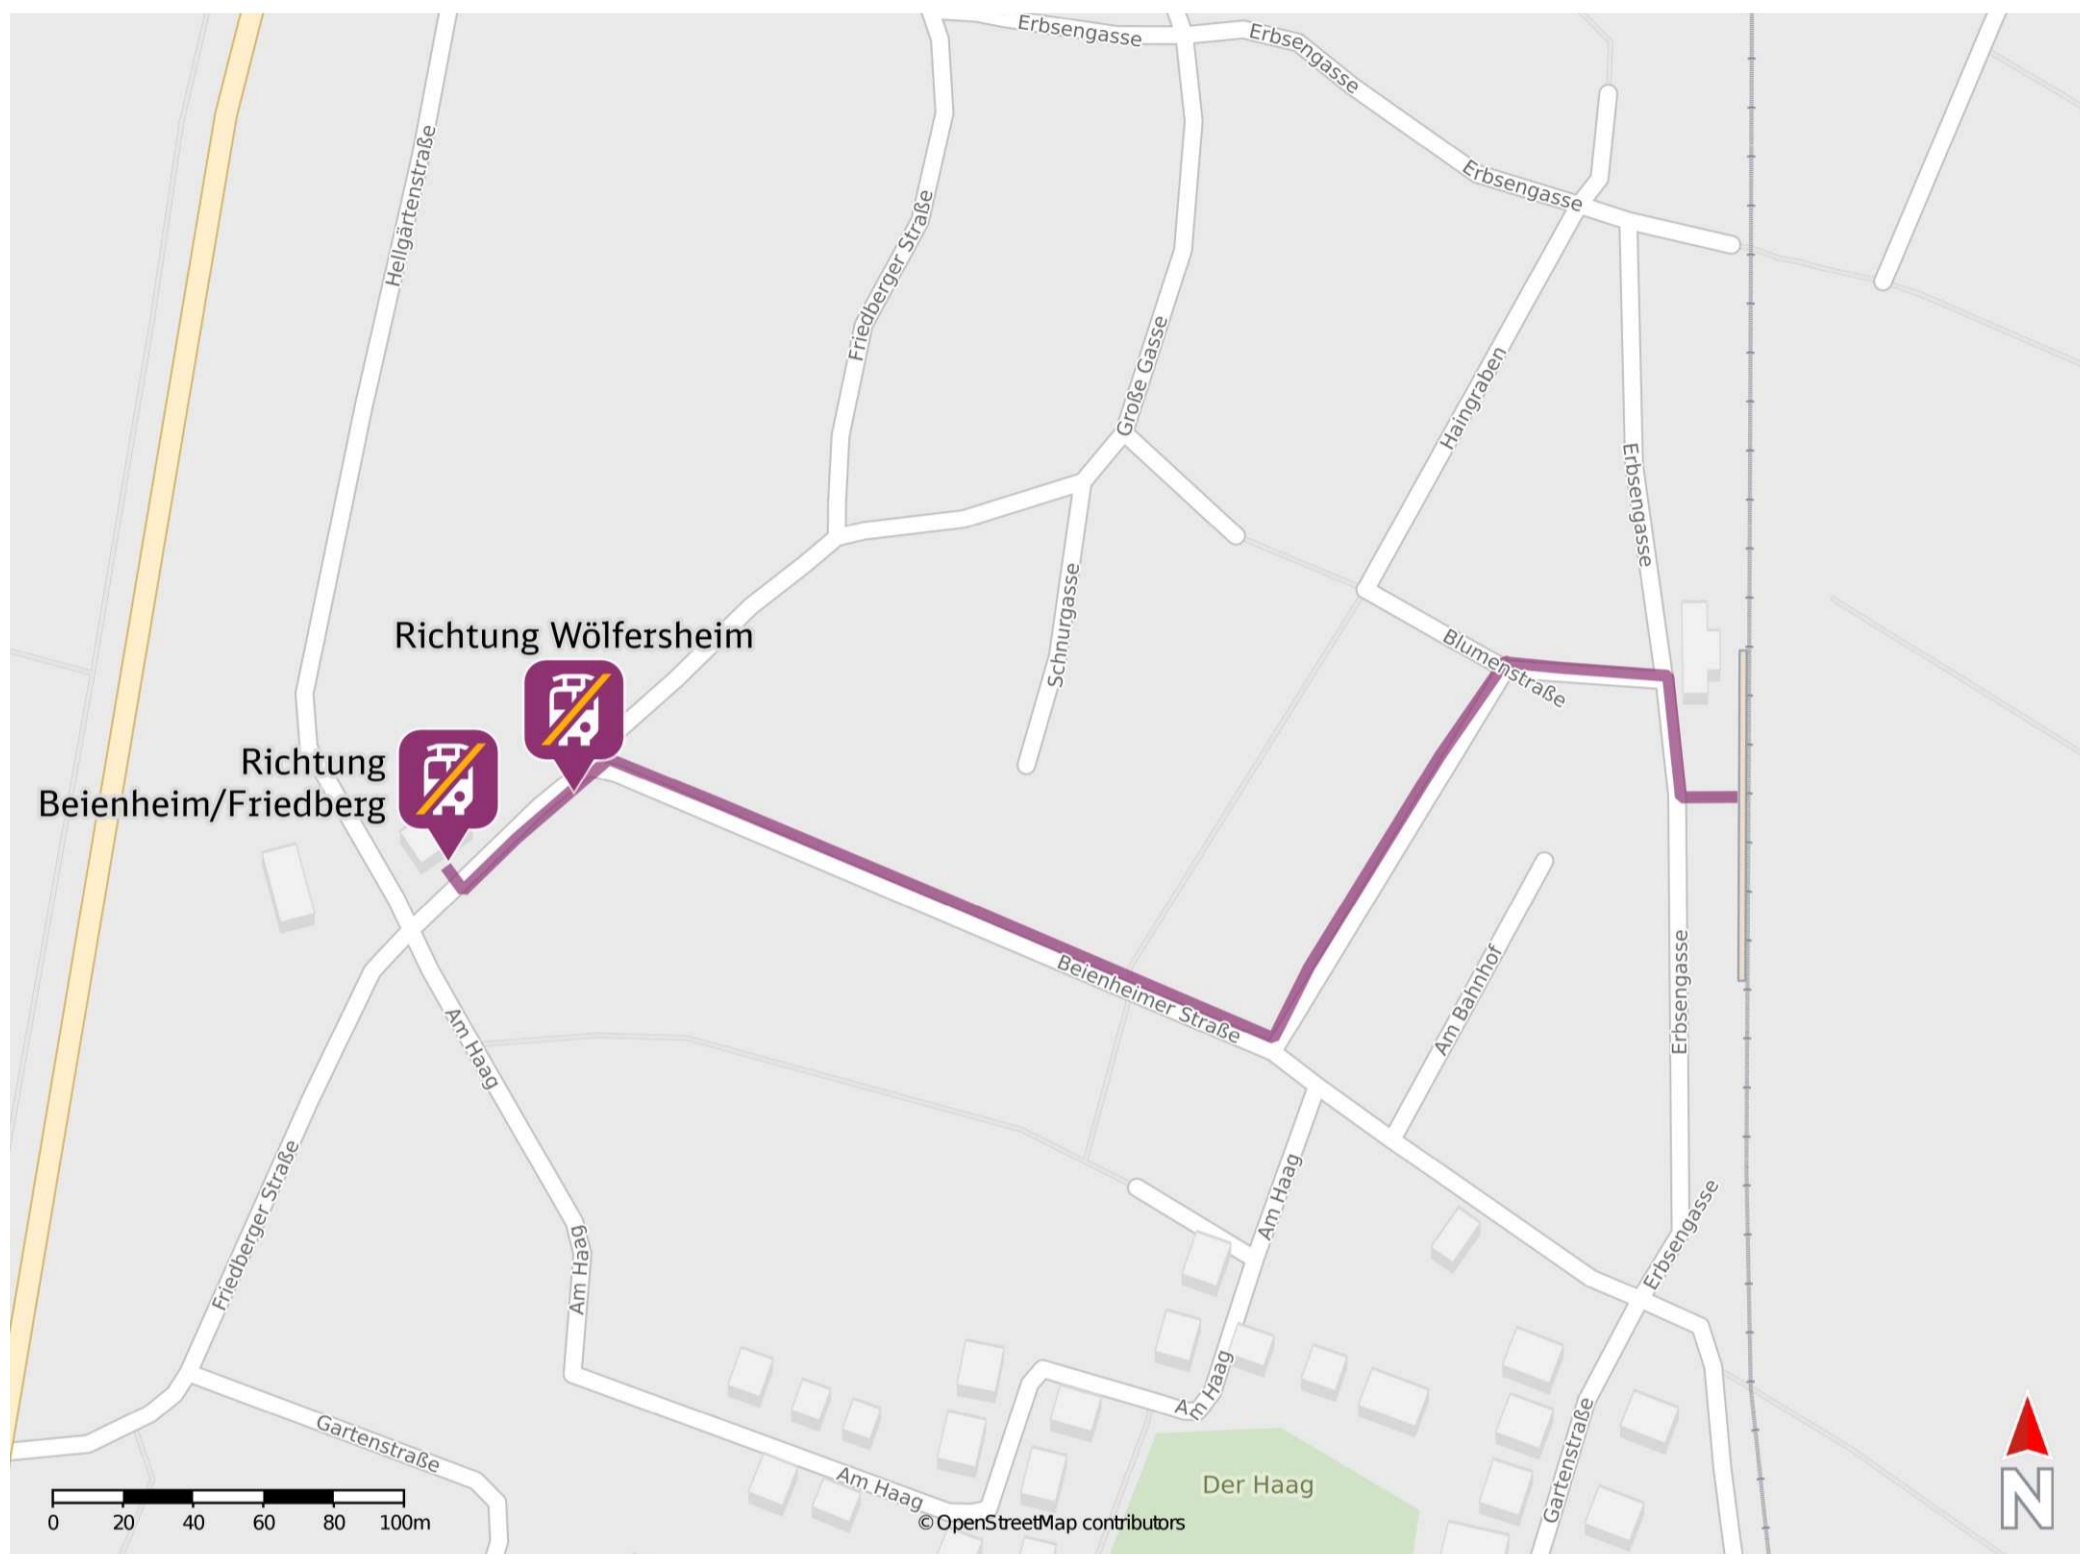 Erbsengasse
Erbsengasse
Hellgärtenstraße
Erbsengasse
Friedberger Straße
Große Gasse
Haingraben
Erbsengasse
Schnurgasse
Richtung Wölfersheim
Blumenstraße
Richtung
Beienheim/Friedberg
Beienheimer Straße
Am Bahnhof
Erbsengasse
Am Haag
Friedberger Straße
Am Haag
Am Haag
Erbsengasse
Am Haag
Gartenstraße
Gartenstraße
Am Haag
Der Haag
0 20 40 60 80 100m
© OpenStreetMap contributors
N